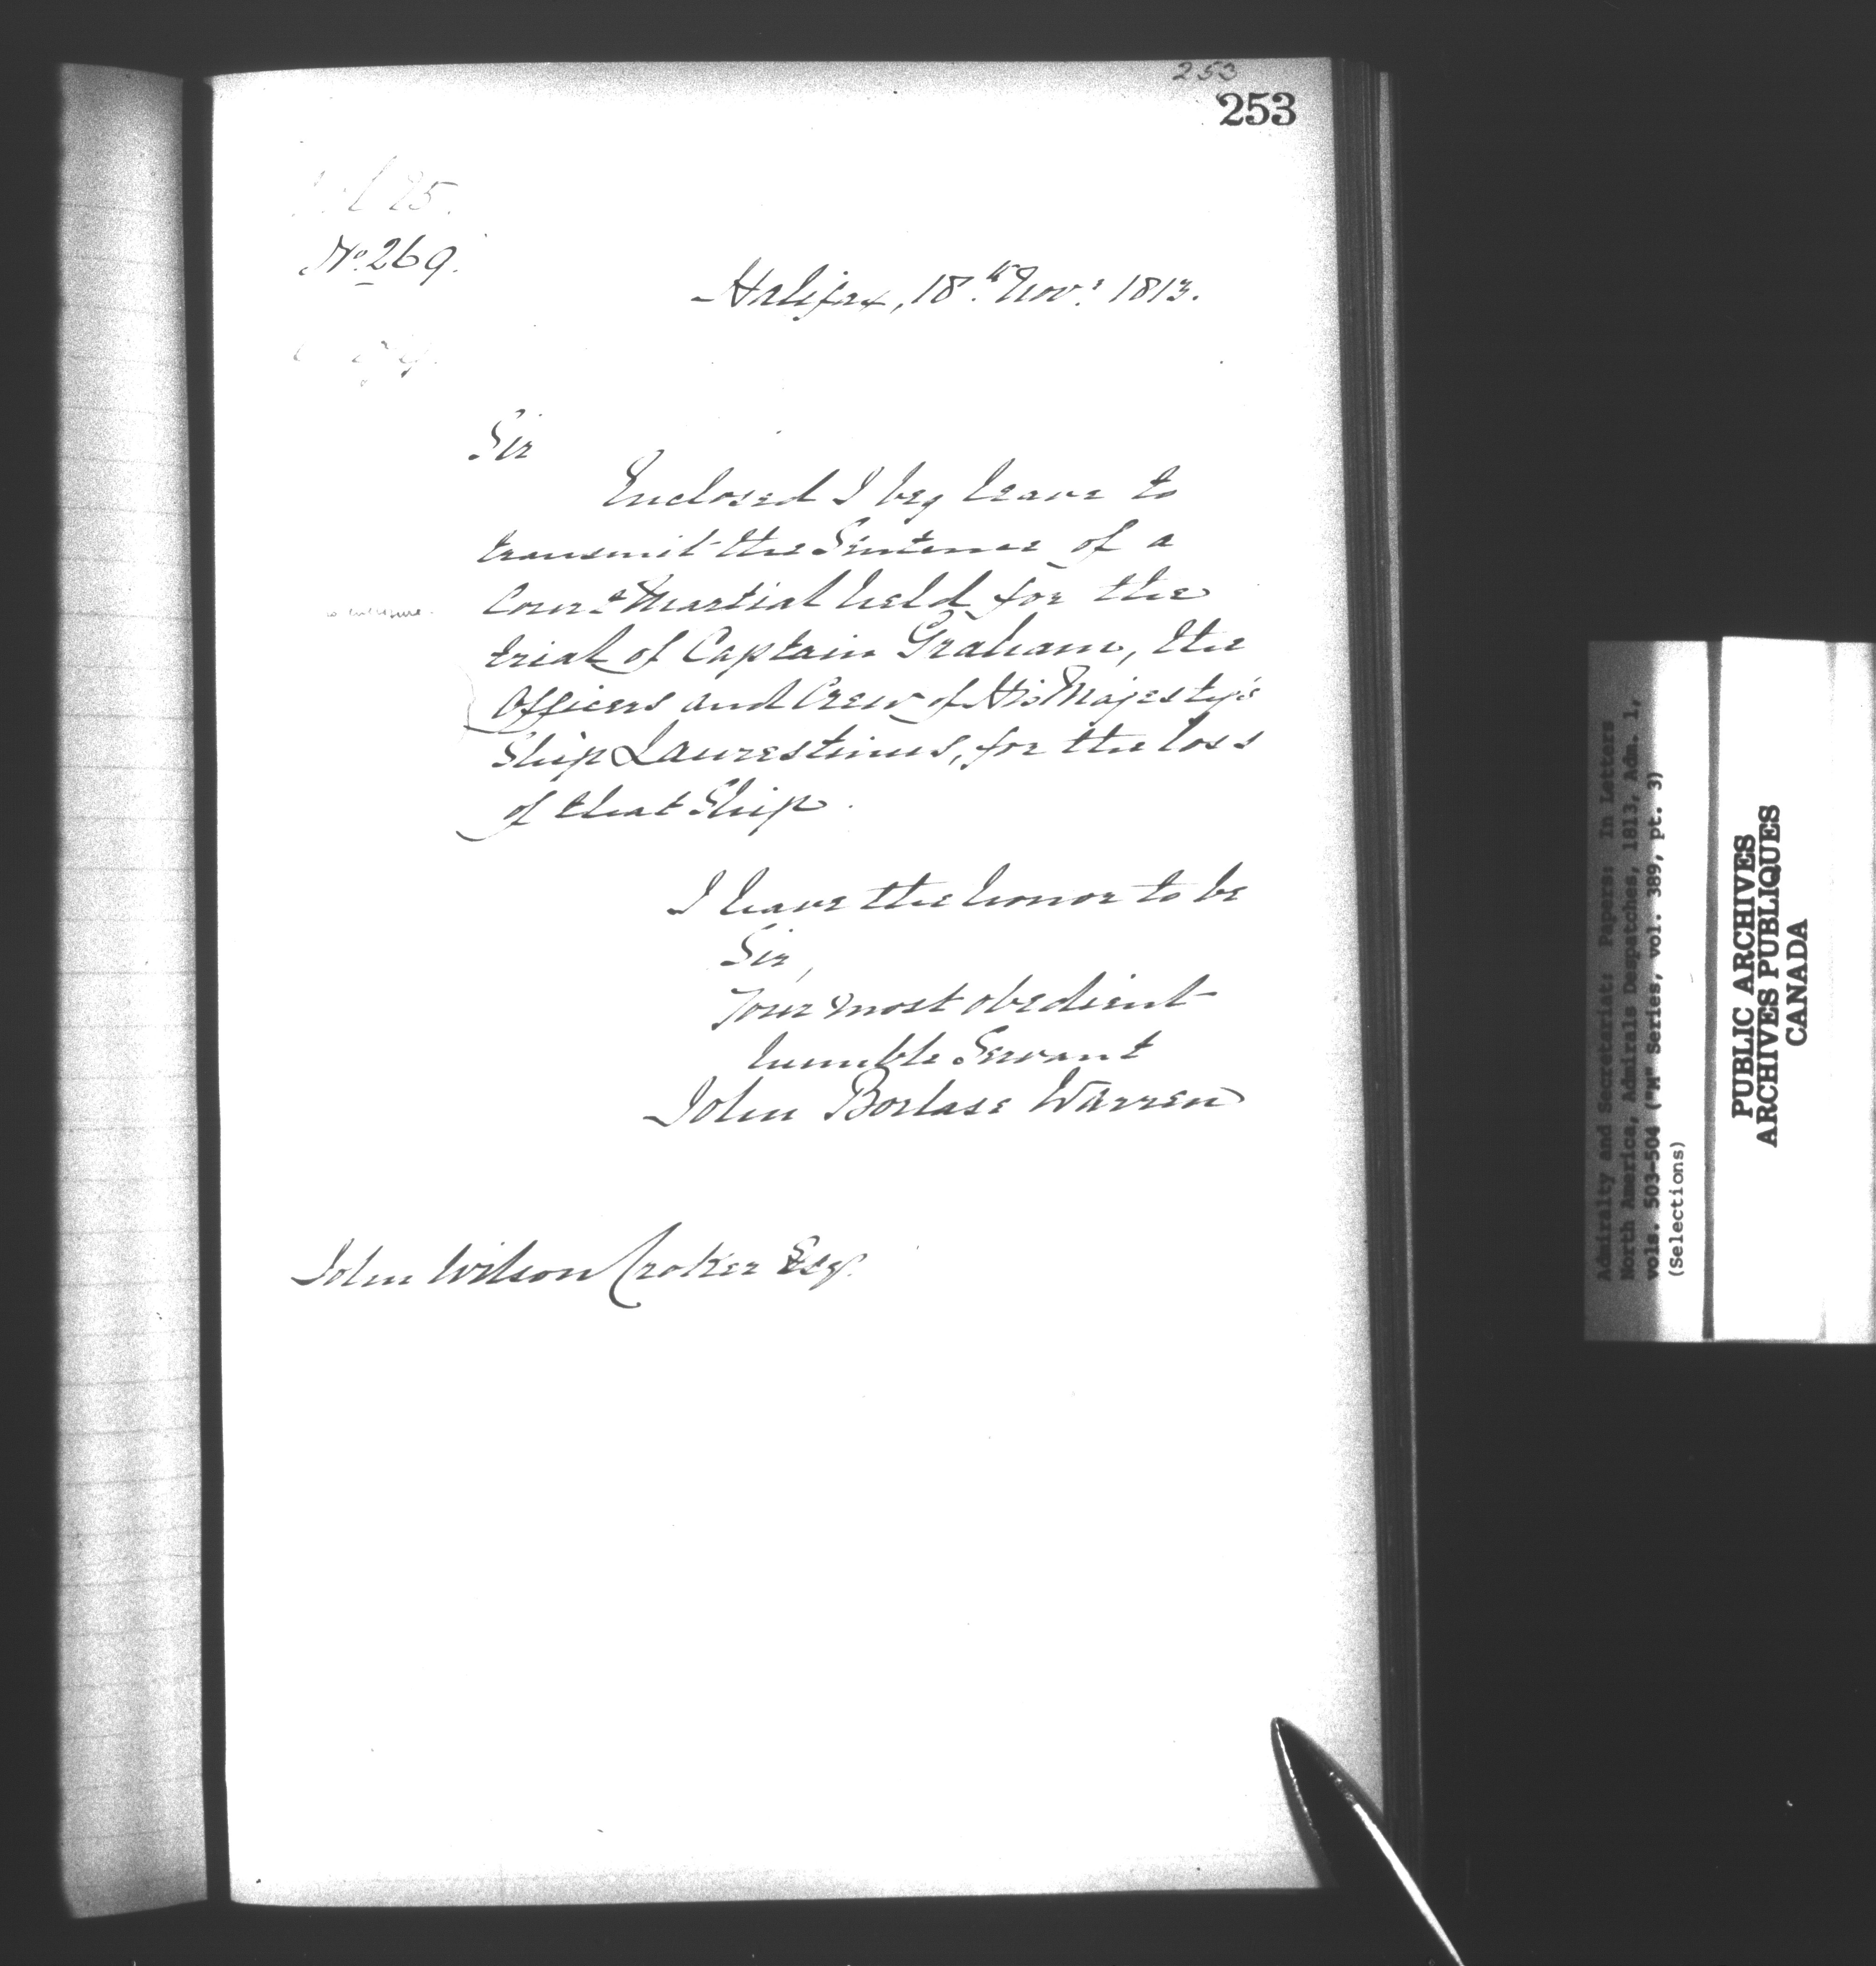 253
253
25.
No. 269.
Halifax, 18.th Novr. 1813.
Sir
Enclosed I beg leave to
transmit the Sentence of a
Court Martial held for the
trial of Captain Graham, the
Officers and Crew of His Majesty's
Ship Laurestinus, for the loss
of that Ship.
I have the honor to be
Sir,
Your most obedient
humble Servant
John Borlase Warren
John Wilson Croker Esq.
Admiralty and Secretariat: Papers: In Letters
North America, Admirals Despatches, 1813, Adm. 1,
vols. 503-504 ("M" Series, vol. 389, pt. 3)
(Selections)
PUBLIC ARCHIVES
ARCHIVES PUBLIQUES
CANADA